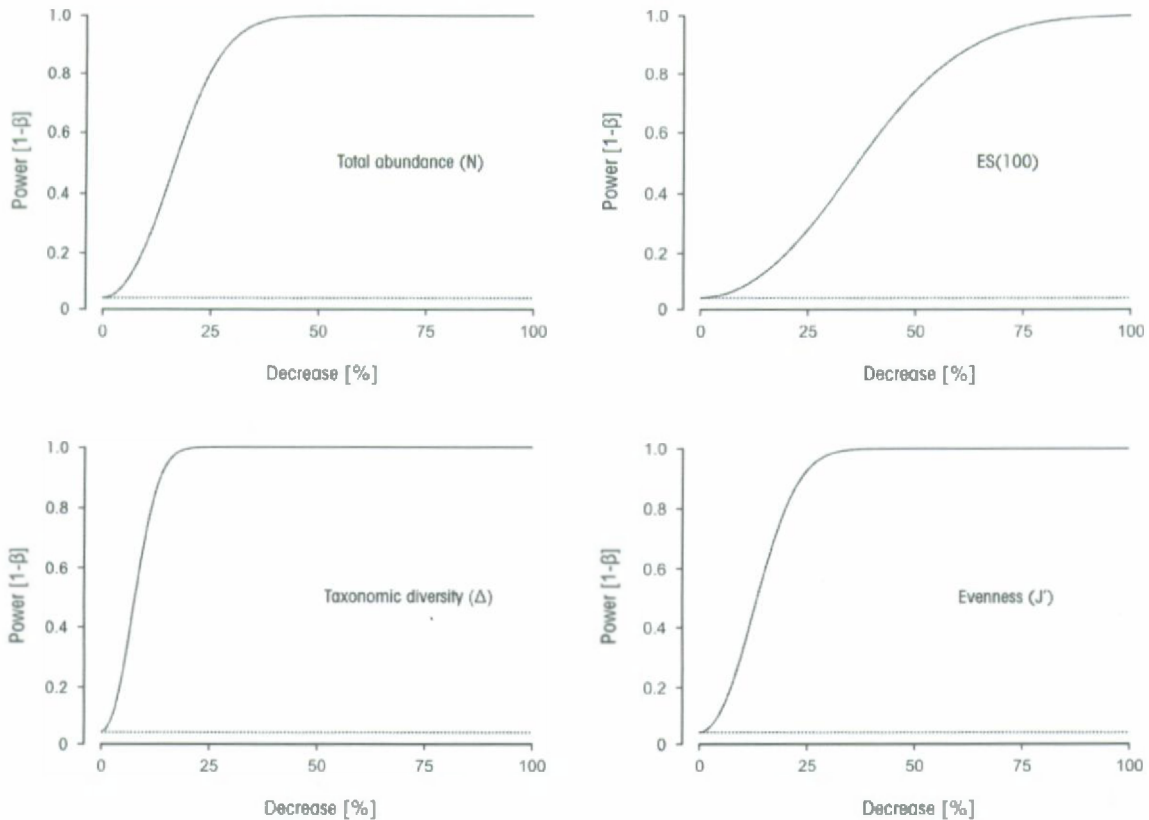 1.0
0.8
0.6
0.4
0.2
0
Power [1-β]
Total abundance (N)
0 25 50 75 100
Decrease [%]
1.0
0.8
0.6
0.4
0.2
0
Power [1-β]
ES(100)
0 25 50 75 100
Decrease [%]
1.0
0.8
0.6
0.4
0.2
0
Power [1-β]
Taxonomic diversity (Δ)
0 25 50 75 100
Decrease [%]
1.0
0.8
0.6
0.4
0.2
0
Power [1-β]
Evenness (J')
0 25 50 75 100
Decrease [%]